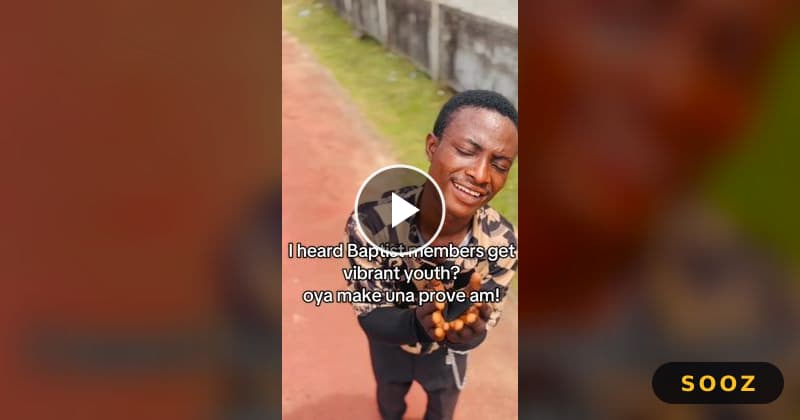 I heard Baptist members get
vibrant youth?
oya make una prove am!
SOOZ